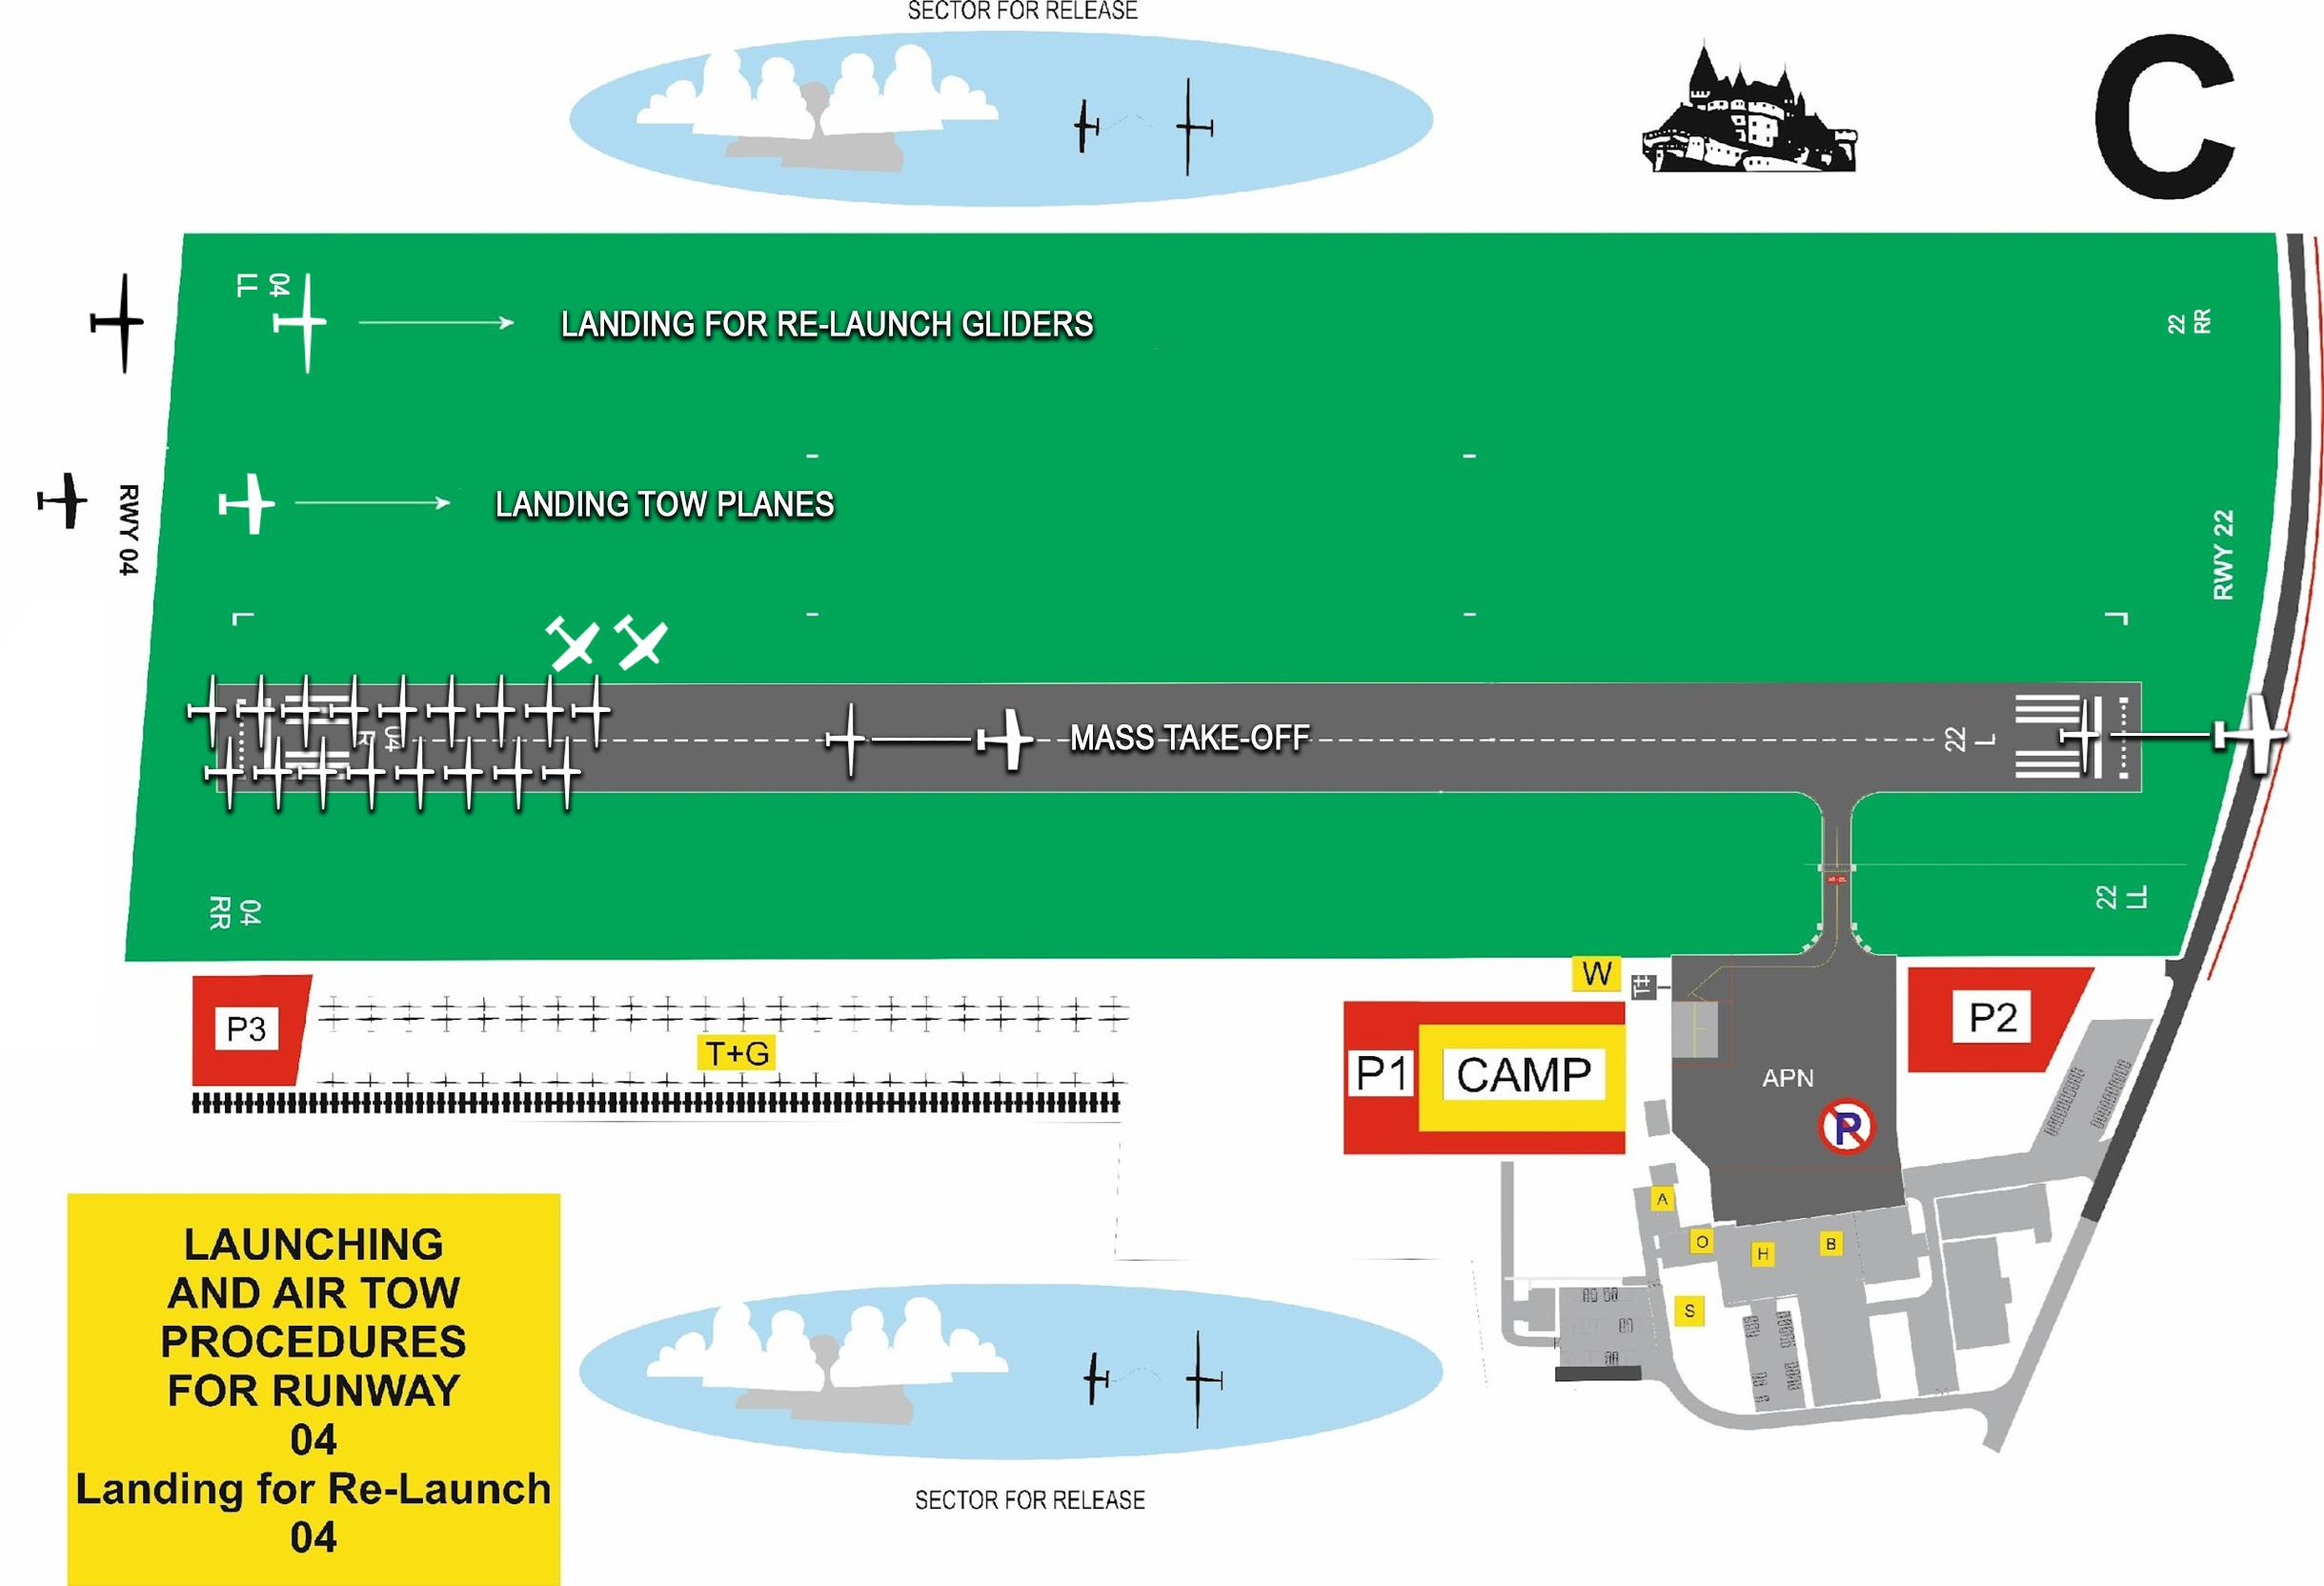 SECTOR FOR RELEASE
C
04
LL
LANDING FOR RE-LAUNCH GLIDERS
22
RR
RWY 04
LANDING TOW PLANES
RWY 22
04
R
MASS TAKE-OFF
22
L
04
RR
22
LL
P3
T+G
W
P1
CAMP
APN
P
P2
A
O
H
B
S
LAUNCHING
AND AIR TOW
PROCEDURES
FOR RUNWAY
04
Landing for Re-Launch
04
SECTOR FOR RELEASE